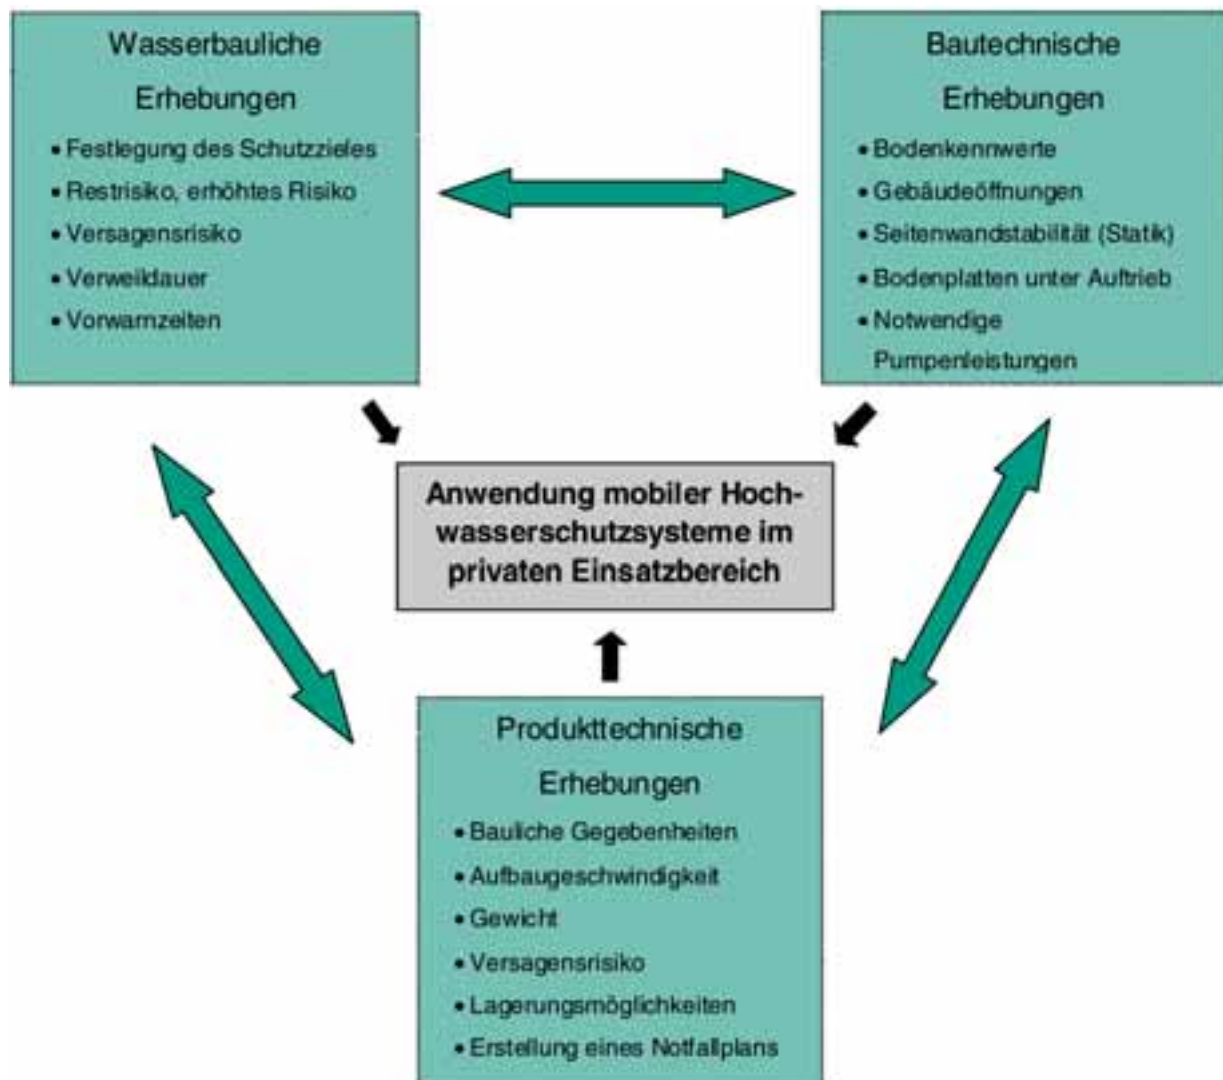 Wasserbauliche
Erhebungen
• Festlegung des Schutzzieles
• Restrisiko, erhöhtes Risiko
• Versagensrisiko
• Verweildauer
• Vorwarnzeiten
Bautechnische
Erhebungen
• Bodenkennwerte
• Gebäudeöffnungen
• Seitenwandstabilität (Statik)
• Bodenplatten unter Auftrieb
• Notwendige
Pumpenleistungen
Anwendung mobiler Hoch-
wasserschutzsysteme im
privaten Einsatzbereich
Produkttechnische
Erhebungen
• Bauliche Gegebenheiten
• Aufbaugeschwindigkeit
• Gewicht
• Versagensrisiko
• Lagerungsmöglichkeiten
• Erstellung eines Notfallplans